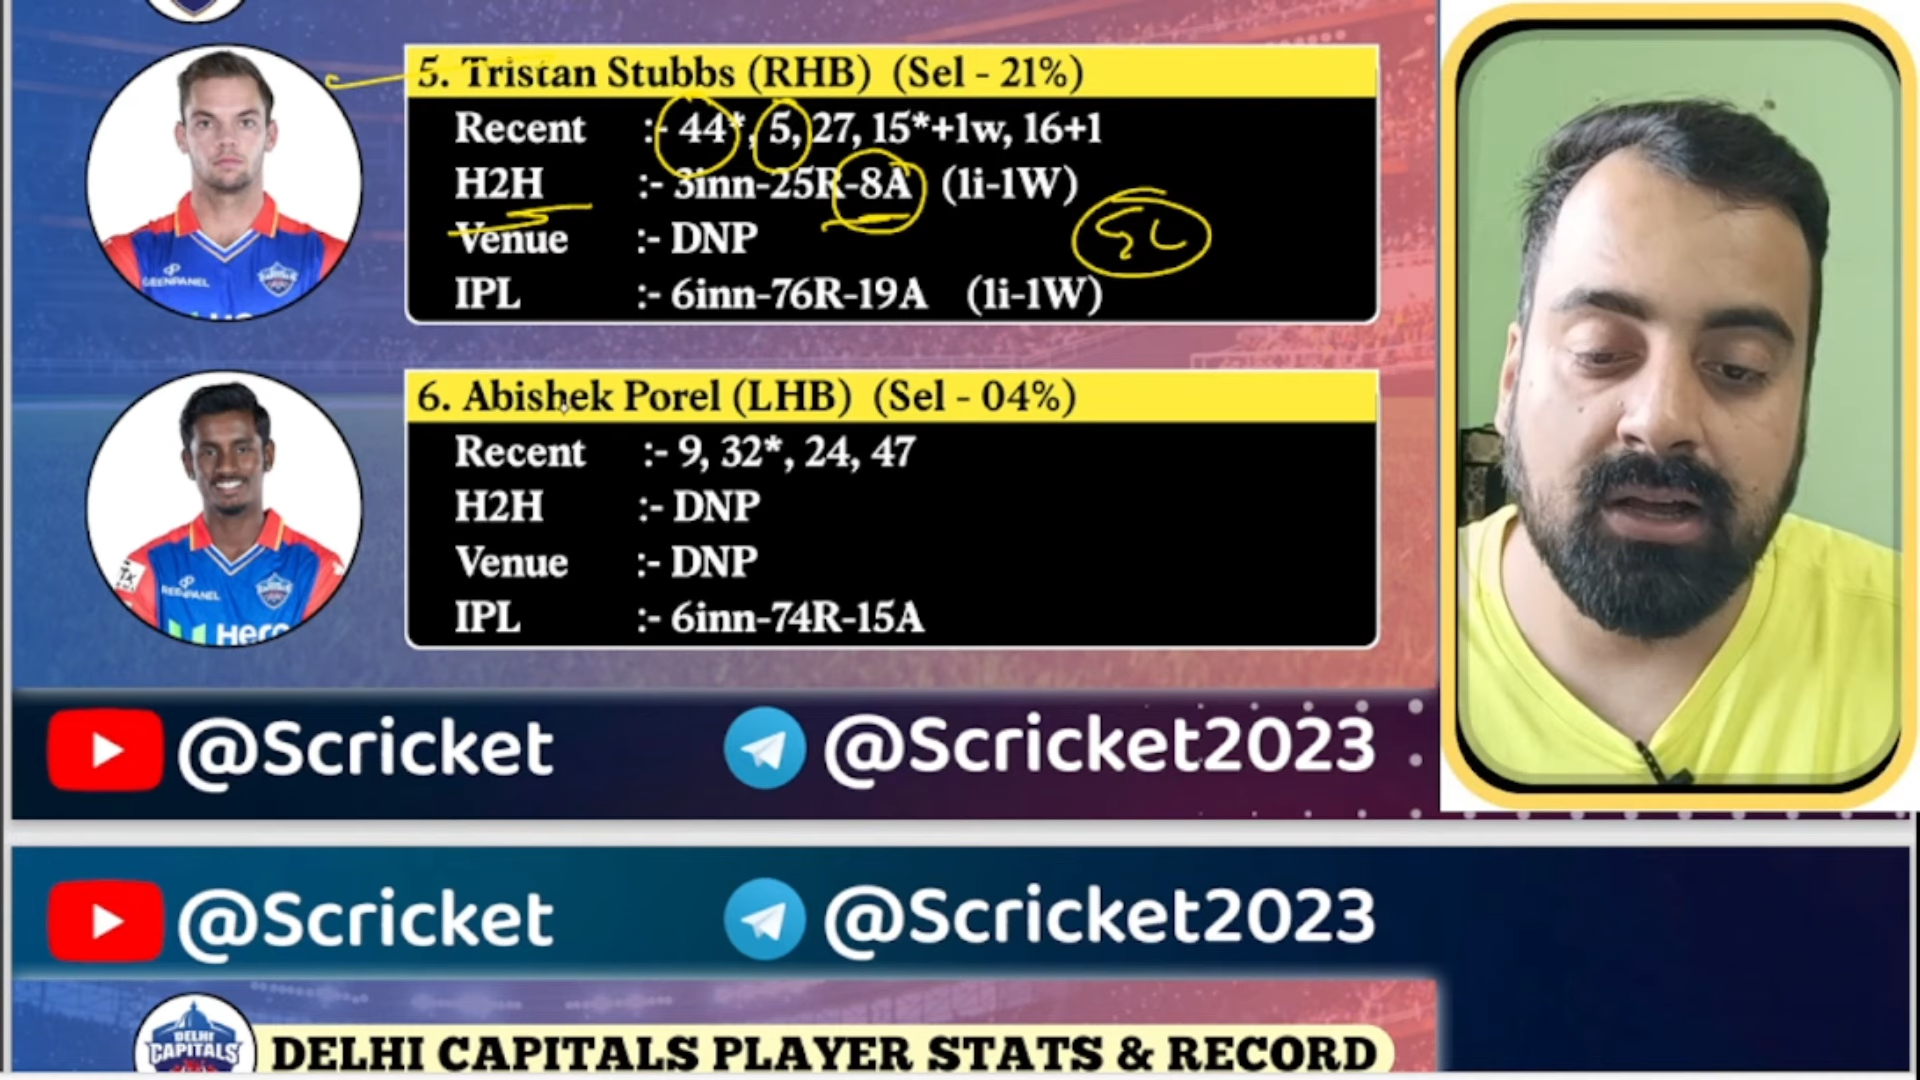 5. Tristan Stubbs (RHB) (Sel - 21%)
Recent :- 44*, 5, 27, 15*+1w, 16+1
H2H :- 3inn-25R-8A (1i-1W)
Venue :- DNP
GL
IPL :- 6inn-76R-19A (1i-1W)
6. Abishek Porel (LHB) (Sel - 04%)
Recent :- 9, 32*, 24, 47
H2H :- DNP
Venue :- DNP
IPL :- 6inn-74R-15A
Hero
@Scricket @Scricket2023
@Scricket @Scricket2023
DELHI CAPITALS
DELHI CAPITALS PLAYER STATS & RECORD